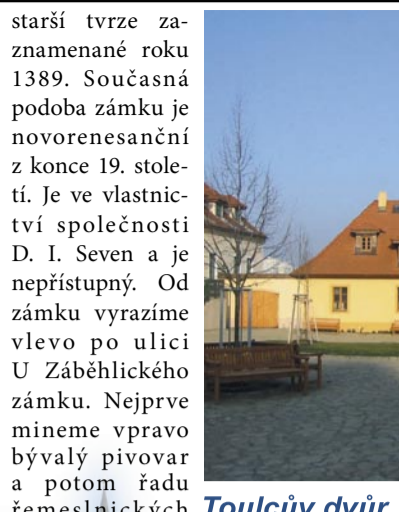 starší tvrze za-
znamenané roku
1389. Současná
podoba zámku je
novorenesanční
z konce 19. stole-
tí. Je ve vlastnic-
tví společnosti
D. I. Seven a je
nepřístupný. Od
zámku vyrazíme
vlevo po ulici
U Záběhlického
zámku. Nejprve
mineme vpravo
bývalý pivovar
a potom řadu
řemeslnických
Toulcův dvůr